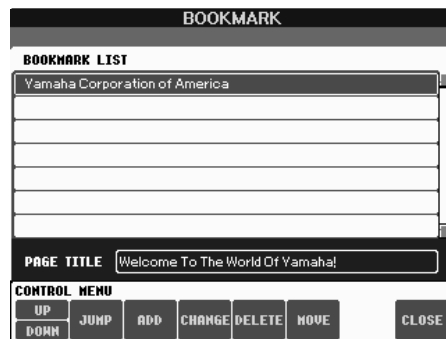 BOOKMARK
BOOKMARK LIST
Yamaha Corporation of America
PAGE TITLE Welcome To The World Of Yamaha!
CONTROL MENU
UP
DOWN JUMP ADD CHANGE DELETE MOVE CLOSE